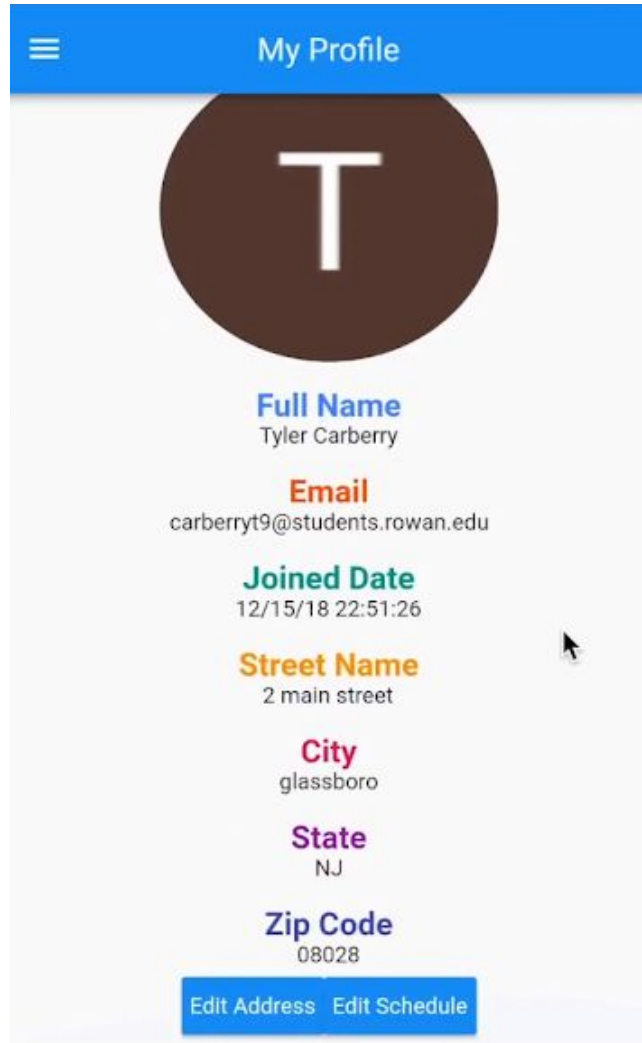 My Profile
T
Full Name
Tyler Carberry
Email
carberryt9@students.rowan.edu
Joined Date
12/15/18 22:51:26
Street Name
2 main street
City
glassboro
State
NJ
Zip Code
08028
Edit Address Edit Schedule